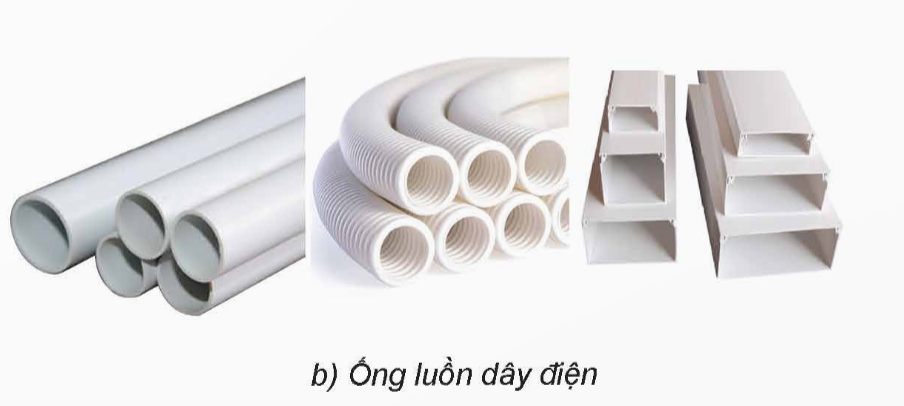 b) Ống luồn dây điện